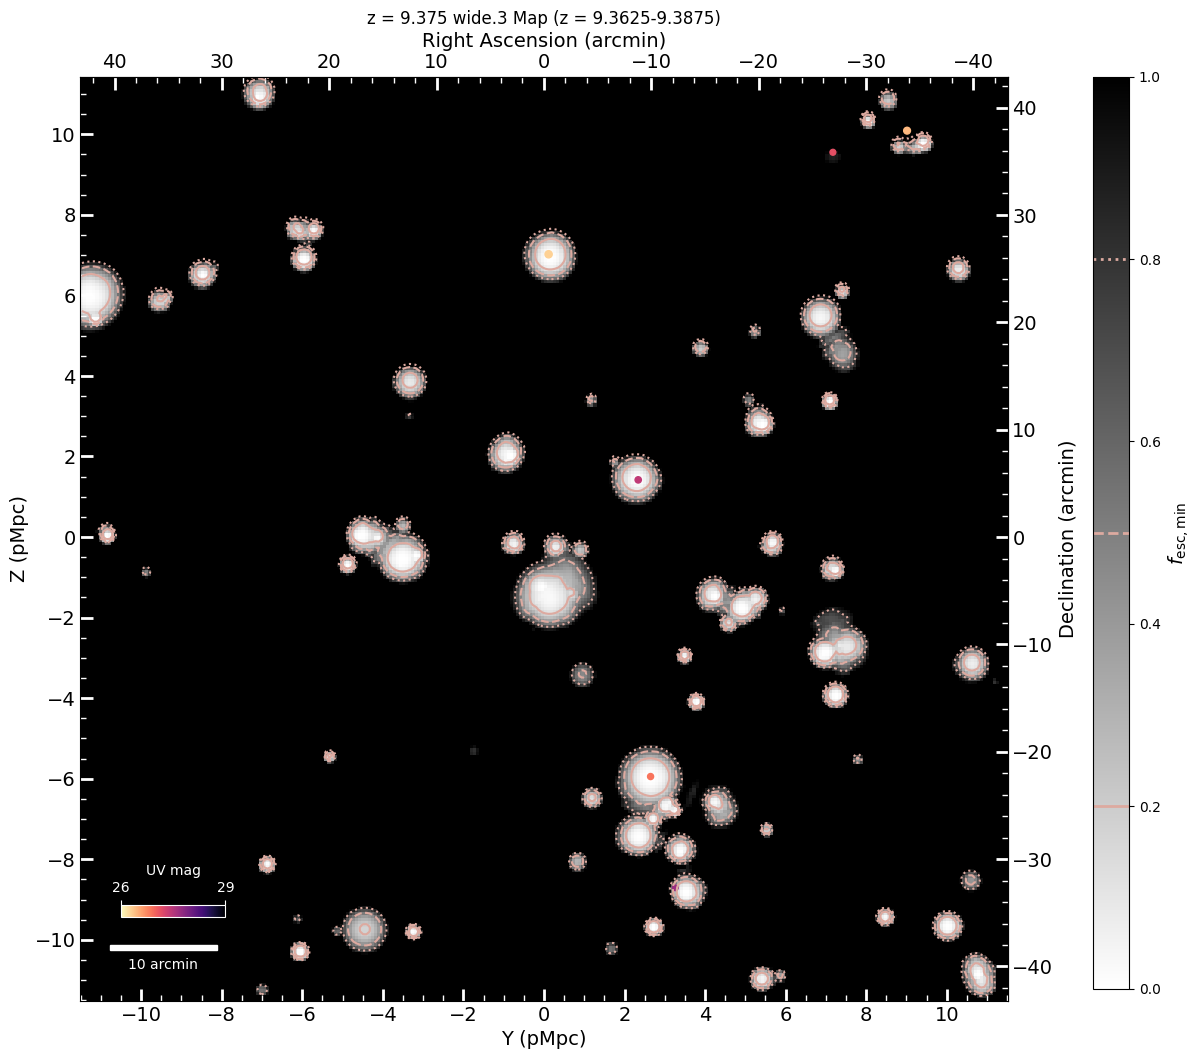 z = 9.375 wide.3 Map (z = 9.3625-9.3875)
Right Ascension (arcmin)
40 30 20 10 0 −10 −20 −30 −40
10
8
6
4
2
0
−2
−4
−6
−8
−10
Z (pMpc)
40
30
20
10
0
−10
−20
−30
−40
Declination (arcmin)
1.0
0.8
0.6
0.4
0.2
0.0
fesc, min
UV mag
26 29
10 arcmin
−10 −8 −6 −4 −2 0 2 4 6 8 10
Y (pMpc)